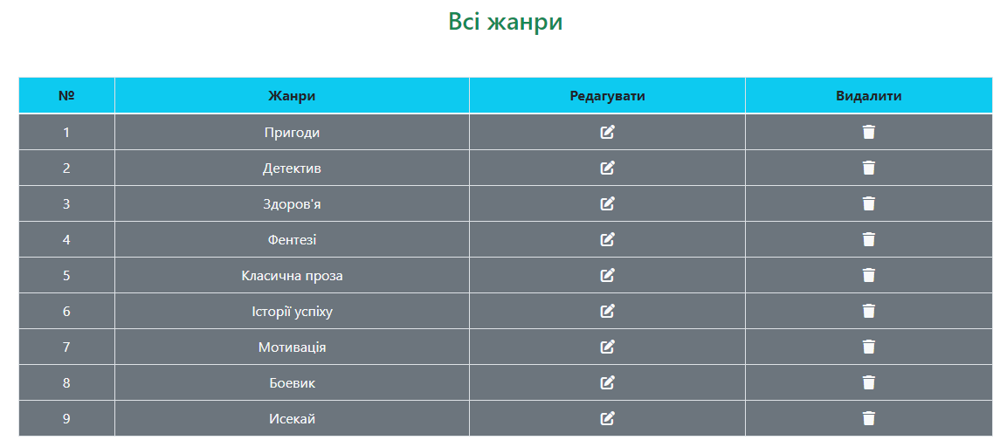 Всі жанри
№ Жанри Редагувати Видалити
1 Пригоди
2 Детектив
3 Здоров'я
4 Фентезі
5 Класична проза
6 Історії успіху
7 Мотивація
8 Боевик
9 Исекай